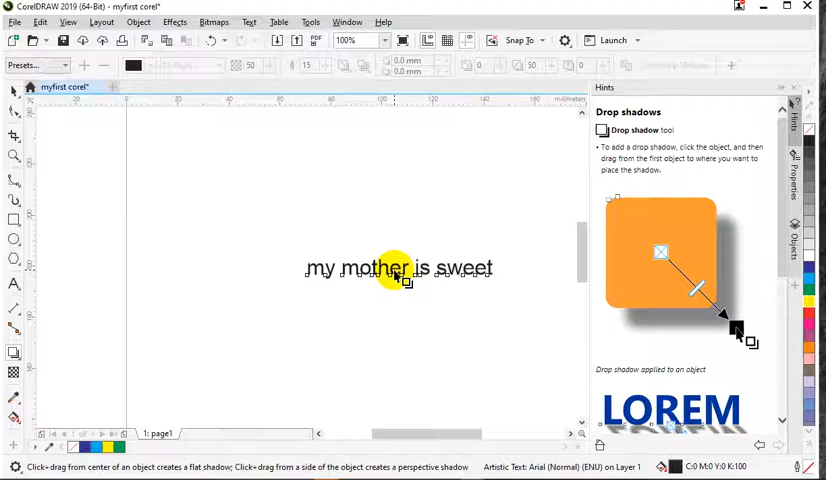 CorelDRAW 2019 (64-Bit) - myfirst corel*
File Edit View Layout Object Effects Bitmaps Text Table Tools Window Help
100% PDF Snap To Launch
Presets... 50 15 0.0 mm 0 50 0
0.0 mm
myfirst corel*
Hints
0 20 40 60 80 100 120 140 160 millimeters
Drop shadows
Drop shadow tool
• To add a drop shadow, click the object, and then
drag from the first object to where you want to
place the shadow.
my mother is sweet
Drop shadow applied to an object
LOREM
Hints
Properties
Objects
1: page1
Click+drag from center of an object creates a flat shadow; Click+drag from a side of the object creates a perspective shadow
Artistic Text: Arial (Normal) (ENU) on Layer 1
C:0 M:0 Y:0 K:100